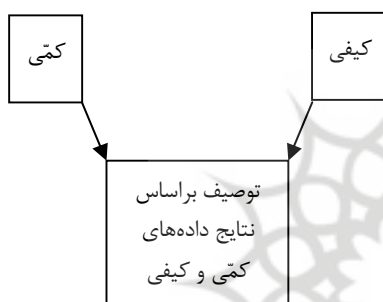 کیفی
کمّی
توصیف براساس
نتایج داده‌های
کمّی و کیفی